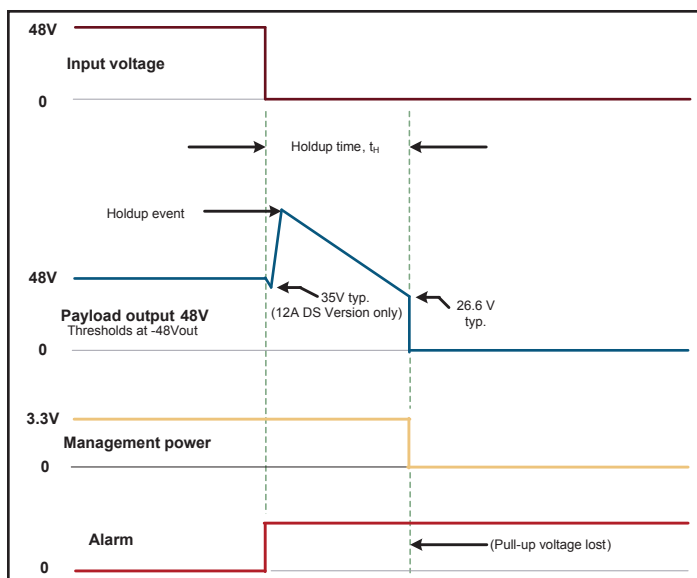 48V
Input voltage
0
Holdup time, tH
Holdup event
48V
35V typ.
(12A DS Version only)
26.6 V
typ.
Payload output 48V
Thresholds at -48Vout
0
3.3V
Management power
0
Alarm
(Pull-up voltage lost)
0